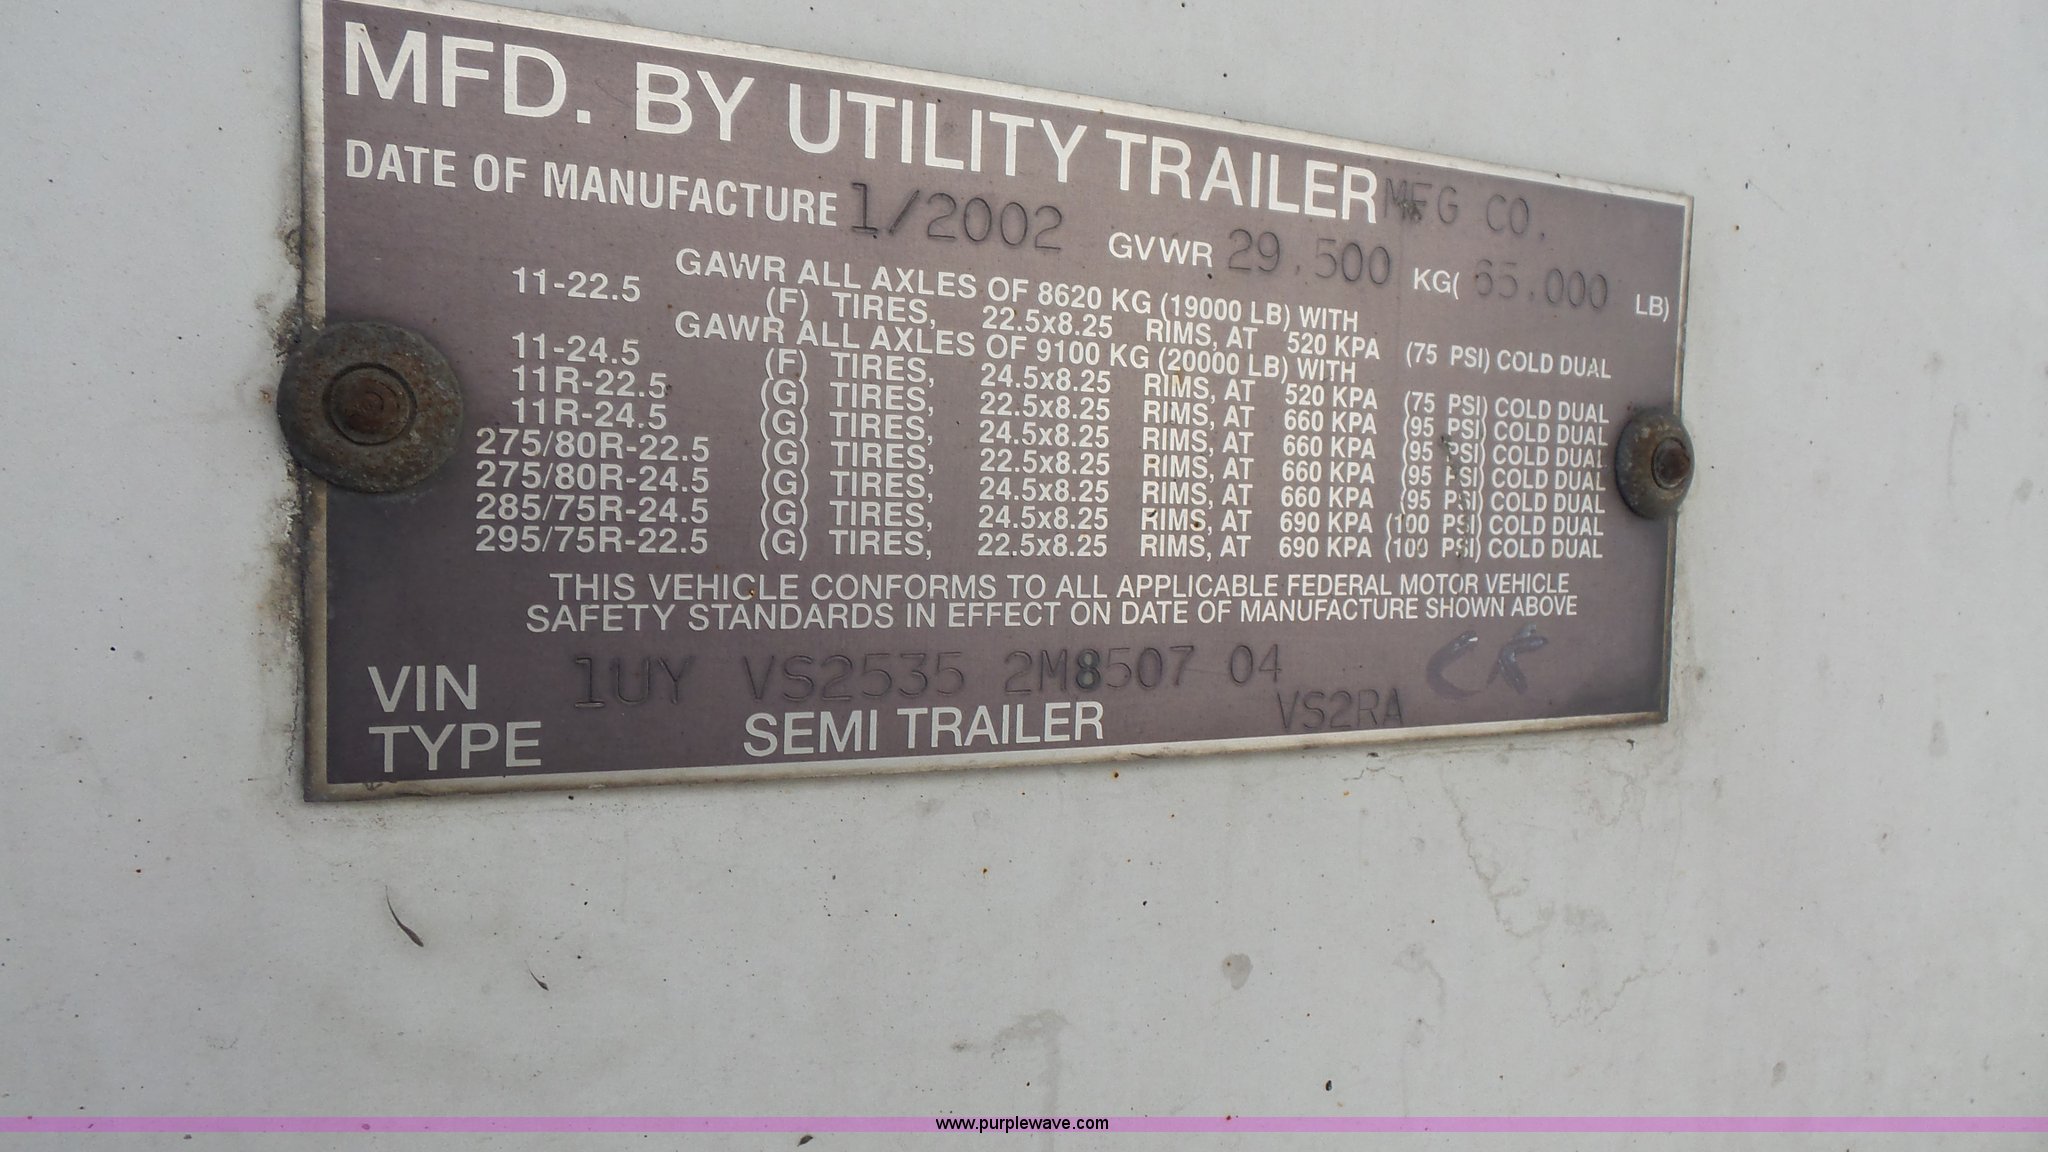 MFD. BY UTILITY TRAILER MFG CO.
DATE OF MANUFACTURE 1/2002 GVWR 29,500 KG( 65,000 LB)
GAWR ALL AXLES OF 8620 KG (19000 LB) WITH
11-22.5 (F) TIRES, 22.5x8.25 RIMS, AT 520 KPA (75 PSI) COLD DUAL
GAWR ALL AXLES OF 9100 KG (20000 LB) WITH
11-24.5 (F) TIRES, 24.5x8.25 RIMS, AT 520 KPA (75 PSI) COLD DUAL
11R-22.5 (G) TIRES, 22.5x8.25 RIMS, AT 660 KPA (95 PSI) COLD DUAL
11R-24.5 (G) TIRES, 24.5x8.25 RIMS, AT 660 KPA (95 PSI) COLD DUAL
275/80R-22.5 (G) TIRES, 22.5x8.25 RIMS, AT 660 KPA (95 PSI) COLD DUAL
275/80R-24.5 (G) TIRES, 24.5x8.25 RIMS, AT 660 KPA (95 PSI) COLD DUAL
285/75R-24.5 (G) TIRES, 24.5x8.25 RIMS, AT 690 KPA (100 PSI) COLD DUAL
295/75R-22.5 (G) TIRES, 22.5x8.25 RIMS, AT 690 KPA (100 PSI) COLD DUAL
THIS VEHICLE CONFORMS TO ALL APPLICABLE FEDERAL MOTOR VEHICLE
SAFETY STANDARDS IN EFFECT ON DATE OF MANUFACTURE SHOWN ABOVE
VIN 1UY VS2535 2M8507 04
TYPE SEMI TRAILER VS2RA
www.purplewave.com